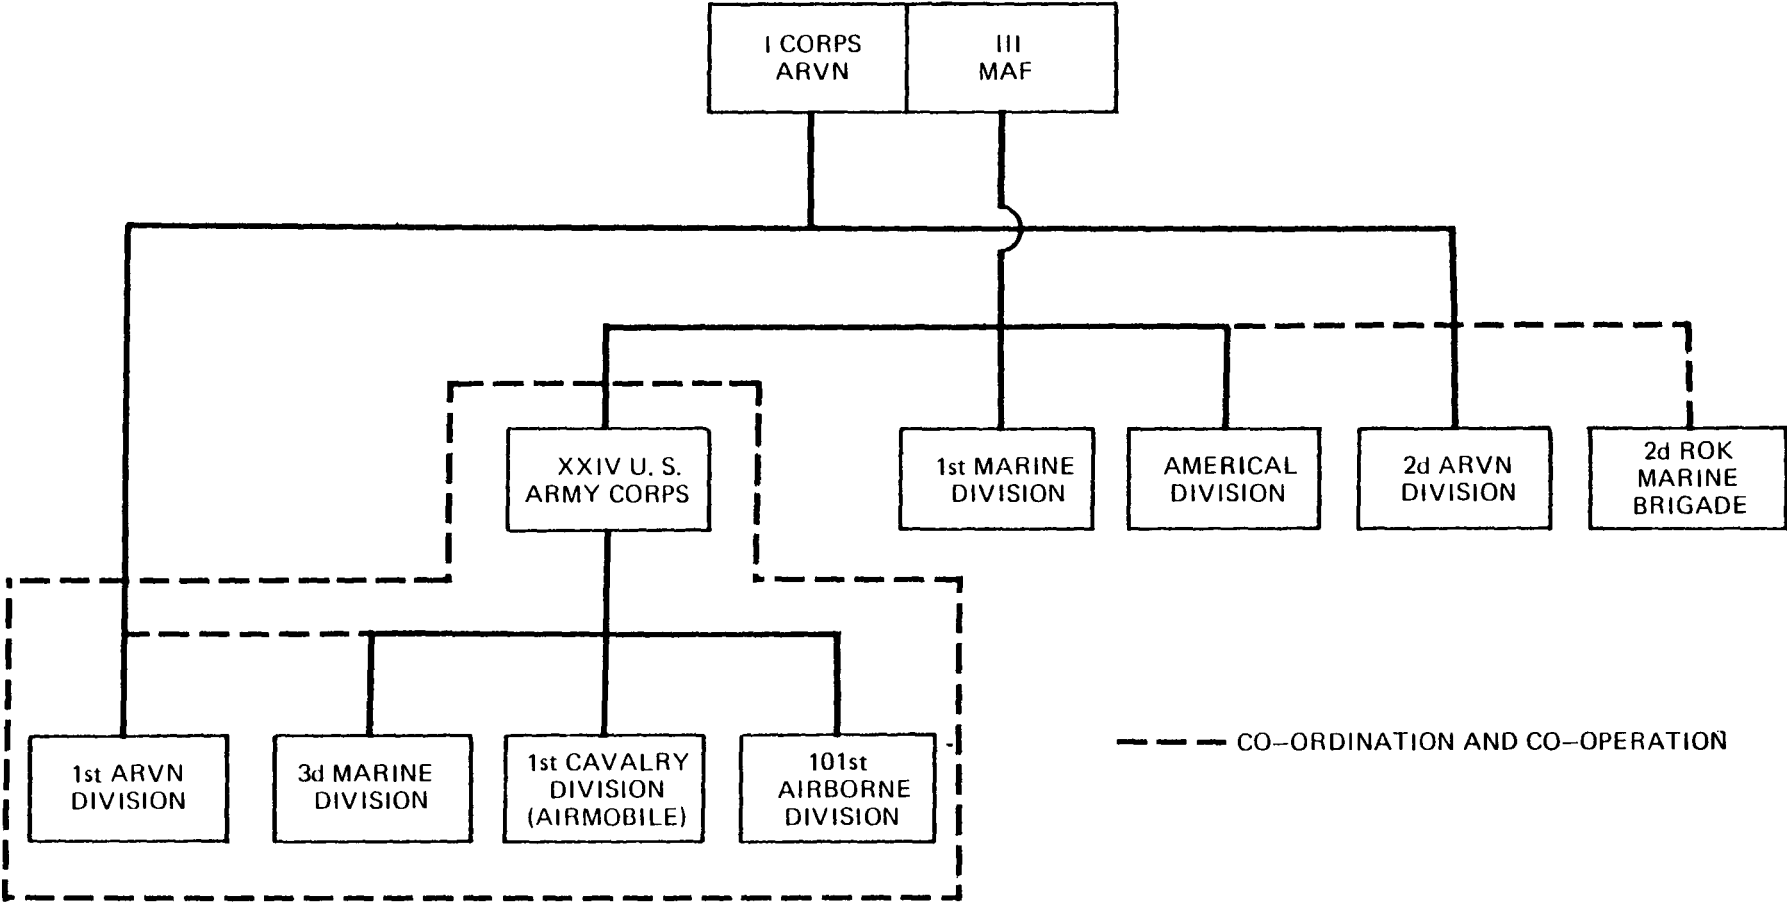 I CORPS
ARVN
III
MAF
XXIV U. S.
ARMY CORPS
1st MARINE
DIVISION
AMERICAL
DIVISION
2d ARVN
DIVISION
2d ROK
MARINE
BRIGADE
1st ARVN
DIVISION
3d MARINE
DIVISION
1st CAVALRY
DIVISION
(AIRMOBILE)
101st
AIRBORNE
DIVISION
CO-ORDINATION AND CO-OPERATION